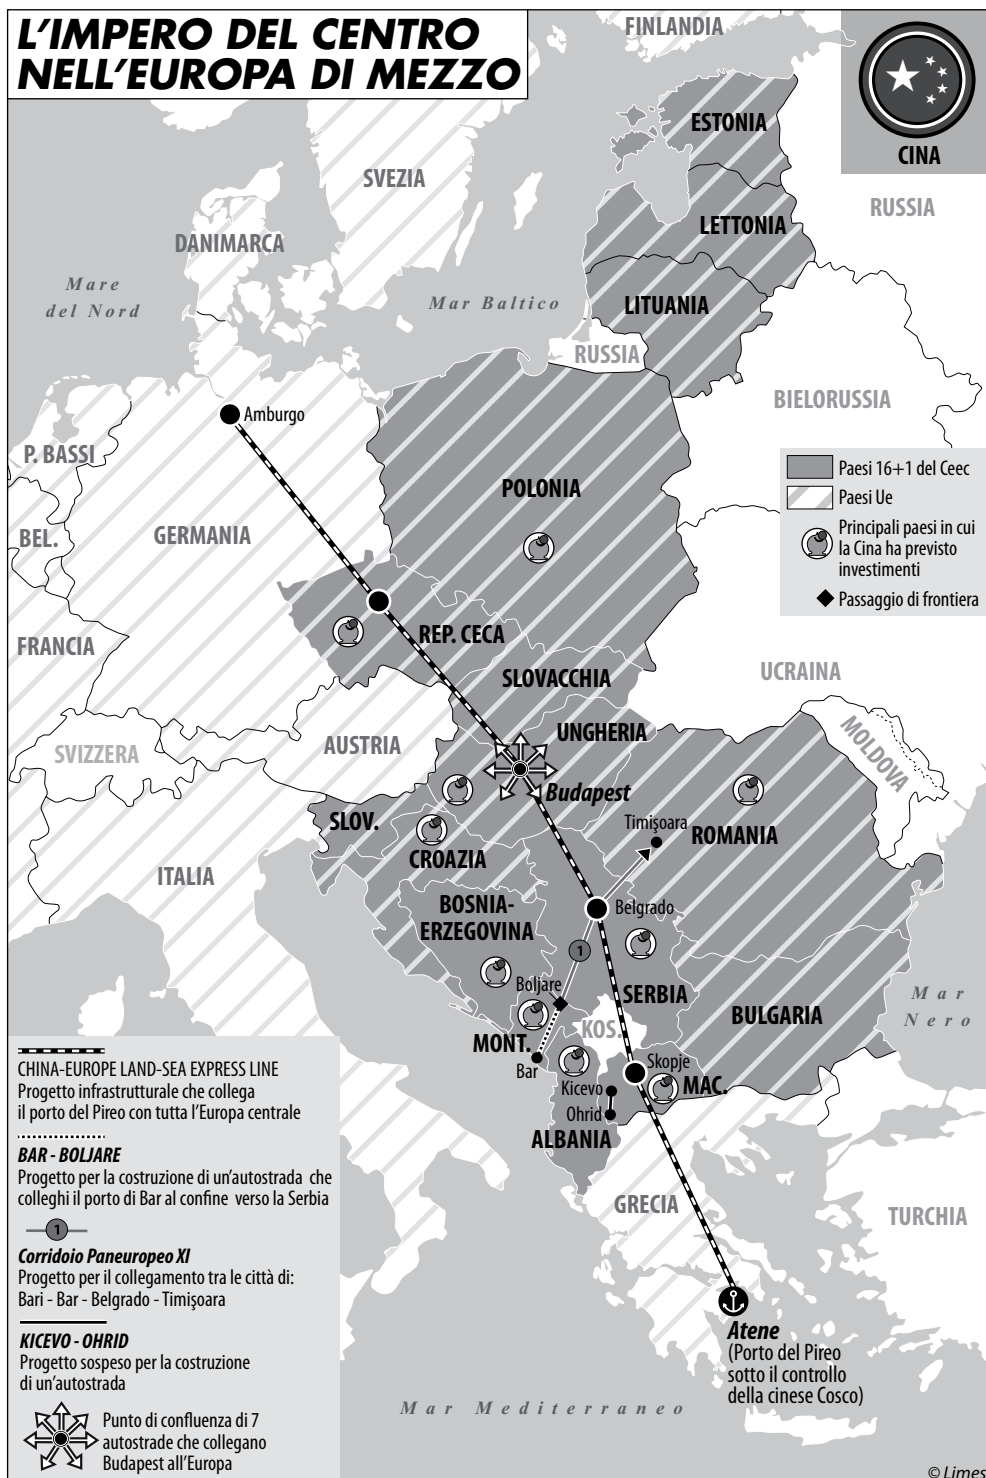 L'IMPERO DEL CENTRO
NELL'EUROPA DI MEZZO
FINLANDIA
CINA
ESTONIA
SVEZIA
RUSSIA
LETTONIA
DANIMARCA
Mare
del Nord
Mar Baltico
LITUANIA
RUSSIA
BIELORUSSIA
Amburgo
P. BASSI
POLONIA
BEL.
GERMANIA
Paesi 16+1 del Ceec
Paesi Ue
Principali paesi in cui
la Cina ha previsto
investimenti
Passaggio di frontiera
FRANCIA
REP. CECA
SLOVACCHIA
UCRAINA
UNGHERIA
AUSTRIA
SVIZZERA
MOLDOVA
Budapest
SLOV.
Timişoara
ROMANIA
CROAZIA
ITALIA
BOSNIA-
ERZEGOVINA
Belgrado
1
Boljare
SERBIA
Mar
Nero
BULGARIA
KOS.
MONT.
Bar
Skopje
Kicevo
MAC.
Ohrid
ALBANIA
GRECIA
TURCHIA
Atene
(Porto del Pireo
sotto il controllo
della cinese Cosco)
Mar Mediterraneo
CHINA-EUROPE LAND-SEA EXPRESS LINE
Progetto infrastrutturale che collega
il porto del Pireo con tutta l'Europa centrale
BAR - BOLJARE
Progetto per la costruzione di un'autostrada che
colleghi il porto di Bar al confine verso la Serbia
1
Corridoio Paneuropeo XI
Progetto per il collegamento tra le città di:
Bari - Bar - Belgrado - Timişoara
KICEVO - OHRID
Progetto sospeso per la costruzione
di un'autostrada
Punto di confluenza di 7
autostrade che collegano
Budapest all'Europa
© Limes